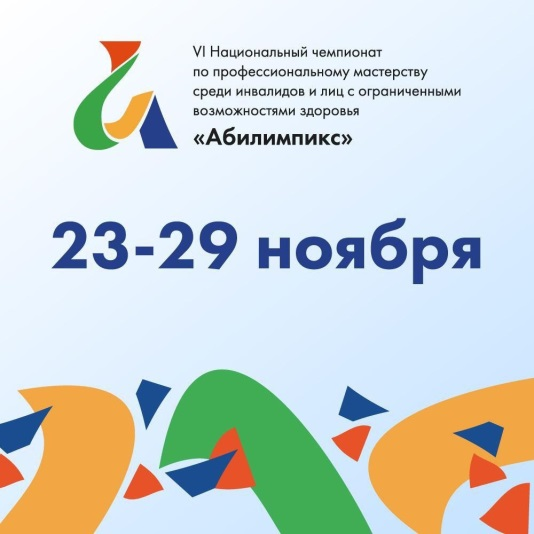 VI Национальный чемпионат
по профессиональному мастерству
среди инвалидов и лиц с ограниченными
возможностями здоровья
«Абилимпикс»
23-29 ноября